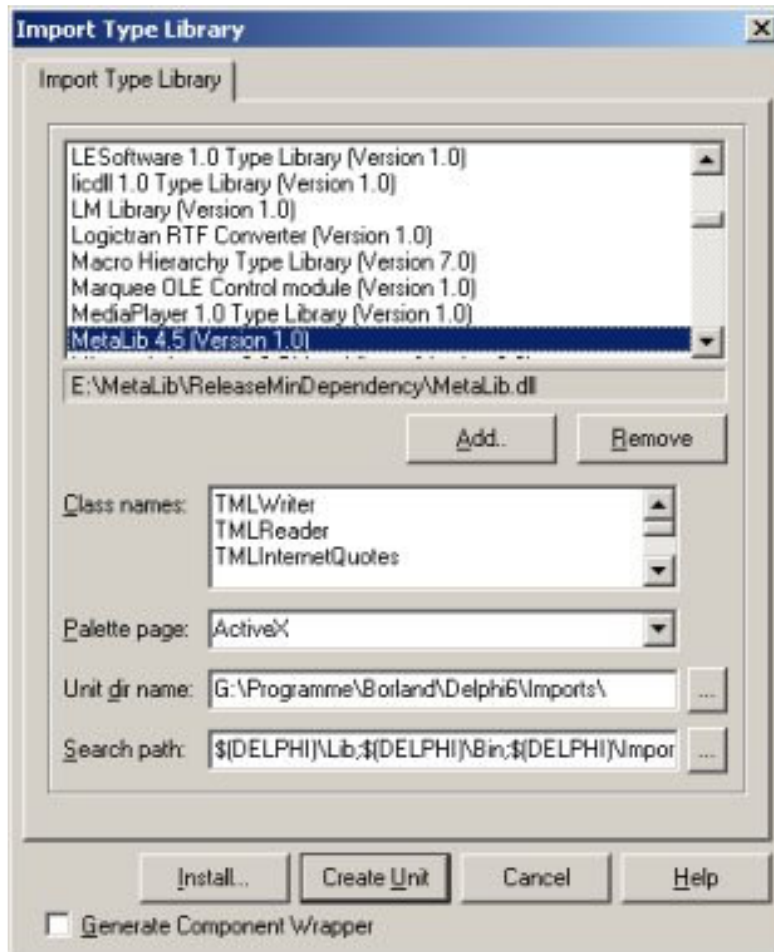 Import Type Library
Import Type Library
LESoftware 1.0 Type Library (Version 1.0)
licdll 1.0 Type Library (Version 1.0)
LM Library (Version 1.0)
Logictran RTF Converter (Version 1.0)
Macro Hierarchy Type Library (Version 7.0)
Marquee OLE Control module (Version 1.0)
MediaPlayer 1.0 Type Library (Version 1.0)
MetaLib 4.5 (Version 1.0)
E:\MetaLib\ReleaseMinDependency\MetaLib.dll
Add.. Remove
Class names: TMLWriter
TMLReader
TMLInternetQuotes
Palette page: ActiveX
Unit dir name: G:\Programme\Borland\Delphi6\Imports\ ...
Search path: $(DELPHI)\Lib;$(DELPHI)\Bin;$(DELPHI)\Impor ...
Install... Create Unit Cancel Help
Generate Component Wrapper